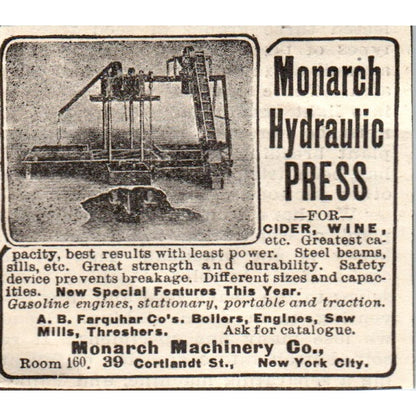 Monarch
Hydraulic
PRESS
—FOR—
CIDER, WINE,
etc. Greatest ca-
pacity, best results with least power. Steel beams,
sills, etc. Great strength and durability. Safety
device prevents breakage. Different sizes and capac-
ities. New Special Features This Year.
Gasoline engines, stationary, portable and traction.
A. B. Farquhar Co's. Boilers, Engines, Saw
Mills, Threshers. Ask for catalogue.
Monarch Machinery Co.,
Room 160, 39 Cortlandt St., New York City.